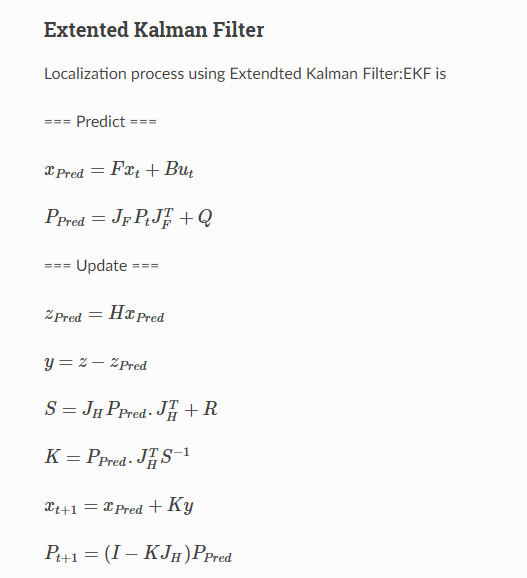 Extented Kalman Filter
Localization process using Extendted Kalman Filter:EKF is
=== Predict ===
$x_{Pred} = Fx_t + Bu_t$
$P_{Pred} = J_F P_t J_F^T + Q$
=== Update ===
$z_{Pred} = Hx_{Pred}$
$y = z - z_{Pred}$
$S = J_H P_{Pred}.J_H^T + R$
$K = P_{Pred}.J_H^T S^{-1}$
$x_{t+1} = x_{Pred} + Ky$
$P_{t+1} = (I - KJ_H)P_{Pred}$